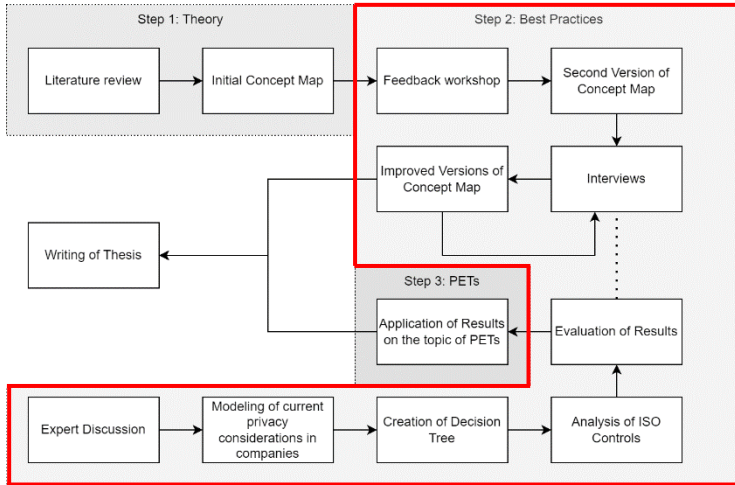 Step 1: Theory
Step 2: Best Practices
Literature review
Initial Concept Map
Feedback workshop
Second Version of
Concept Map
Improved Versions of
Concept Map
Interviews
Writing of Thesis
Step 3: PETs
Application of Results
on the topic of PETs
Evaluation of Results
Expert Discussion
Modeling of current
privacy
considerations in
companies
Creation of Decision
Tree
Analysis of ISO
Controls